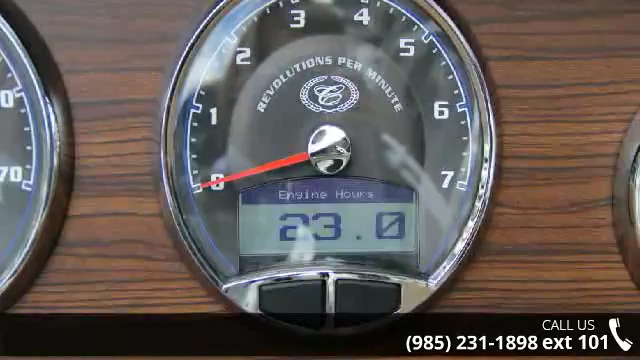 0 1 2 3 4 5 6 7
REVOLUTIONS PER MINUTE
C
Engine Hours
23.0
70
CALL US
(985) 231-1898 ext 101